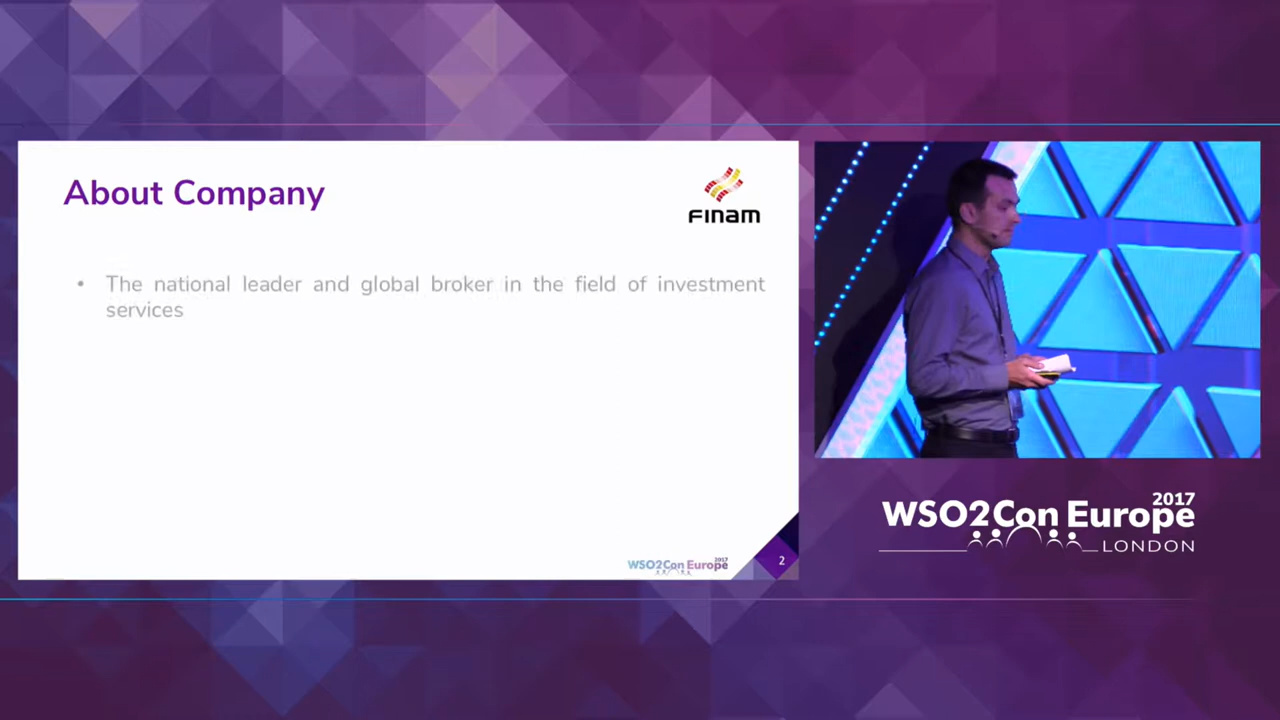 About Company
FINAM
• The national leader and global broker in the field of investment
services
WSO2Con Europe 2017
2
WSO2Con Europe 2017
LONDON